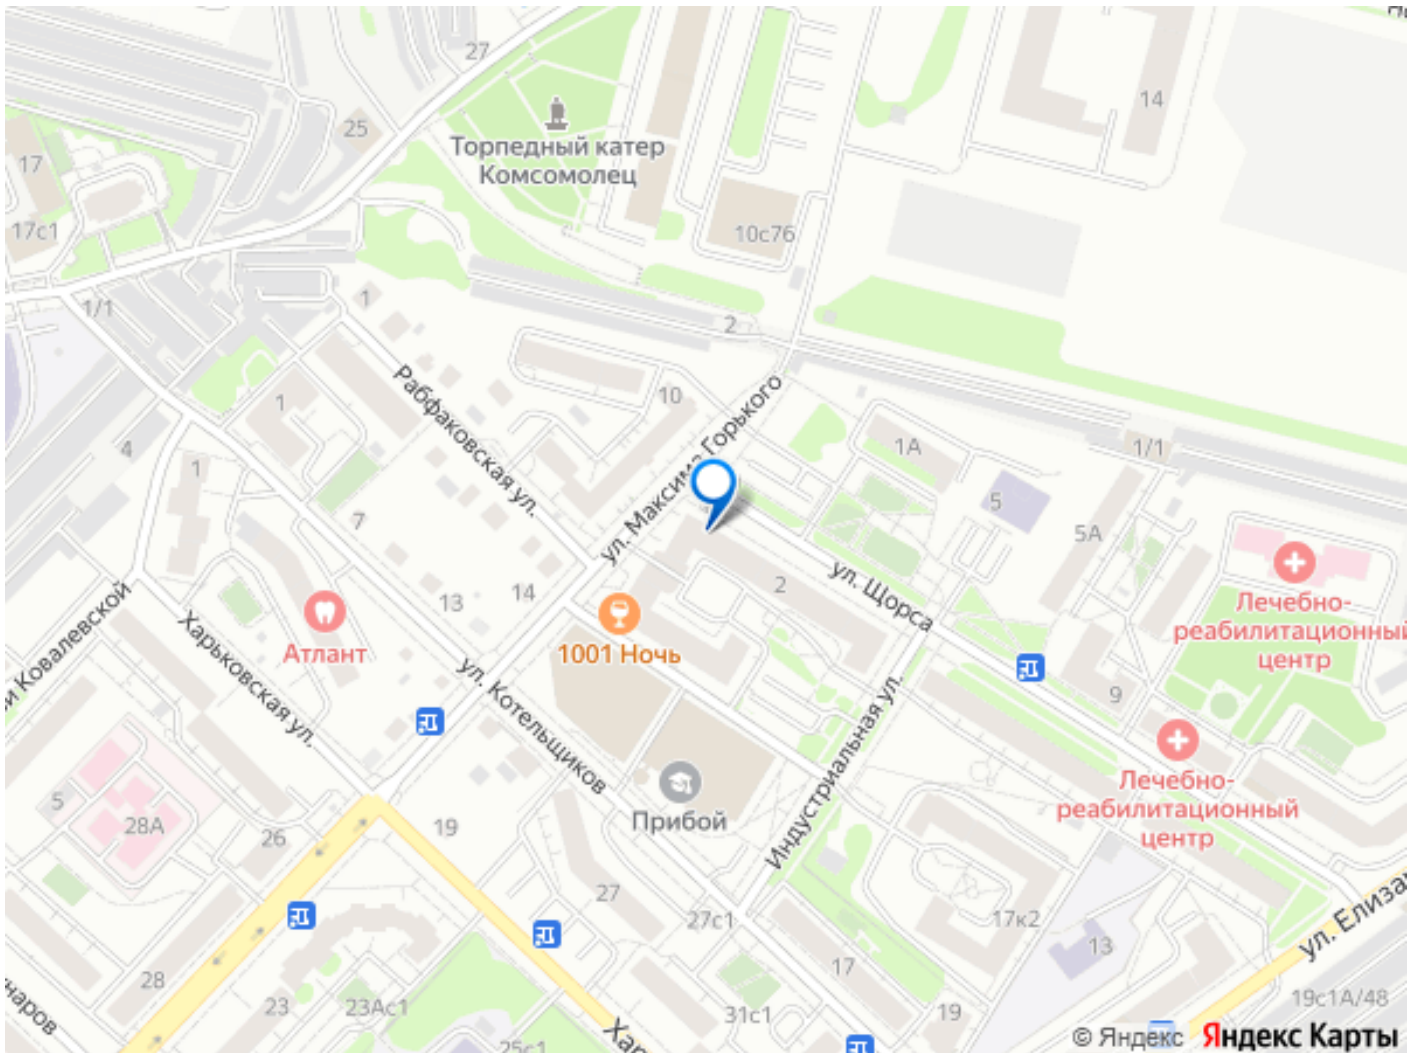 27
14
25
Торпедный катер
Комсомолец
17
17с1
10с7б
1/1
1
2
Рабфаковская ул.
10
ул. Максима Горького
1
1А
1/1
4
1
5
7
5А
2
ул. Щорса
13
14
Лечебно-
реабилитационный
центр
Атлант
1001 Ночь
Харьковская ул.
ул. Котельщиков
Индустриальная ул.
9
Лечебно-
реабилитационный
центр
Прибой
5
28А
26
19
27
27с1
17к2
13
17
28
23
23Ас1
31с1
19
25с1
19с1А/48
© Яндекс Яндекс Карты